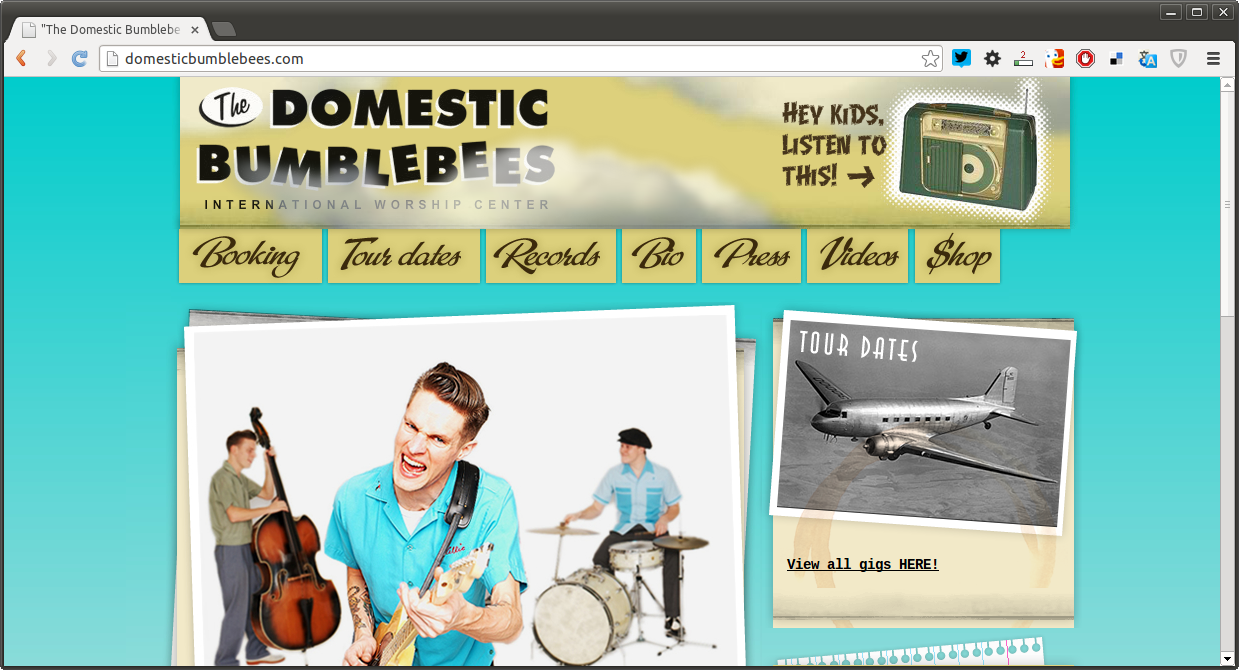 "The Domestic Bumblebe
domesticbumblebees.com
2
The DOMESTIC
BUMBLEBEES
INTERNATIONAL WORSHIP CENTER
HEY KIDS,
LISTEN TO
THIS! →
Booking
Tour dates
Records
Bio
Press
Videos
$hop
TOUR DATES
View all gigs HERE!